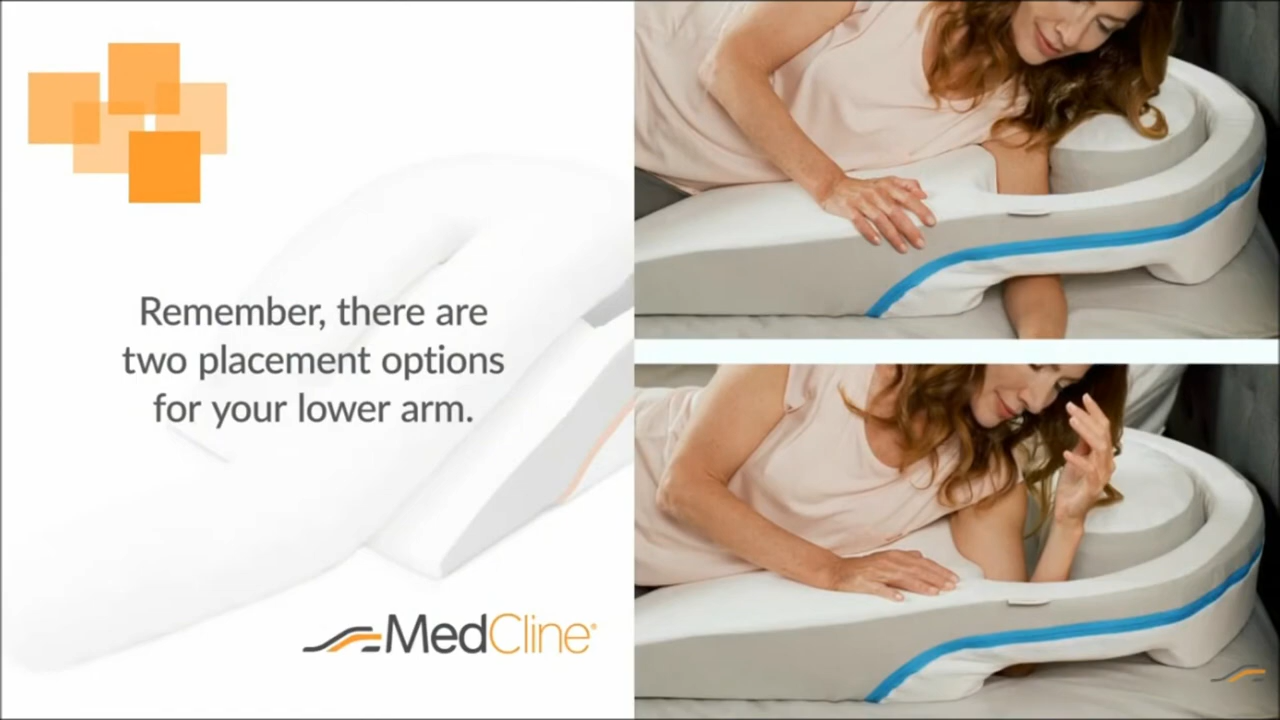 Remember, there are
two placement options
for your lower arm.
MedCline®